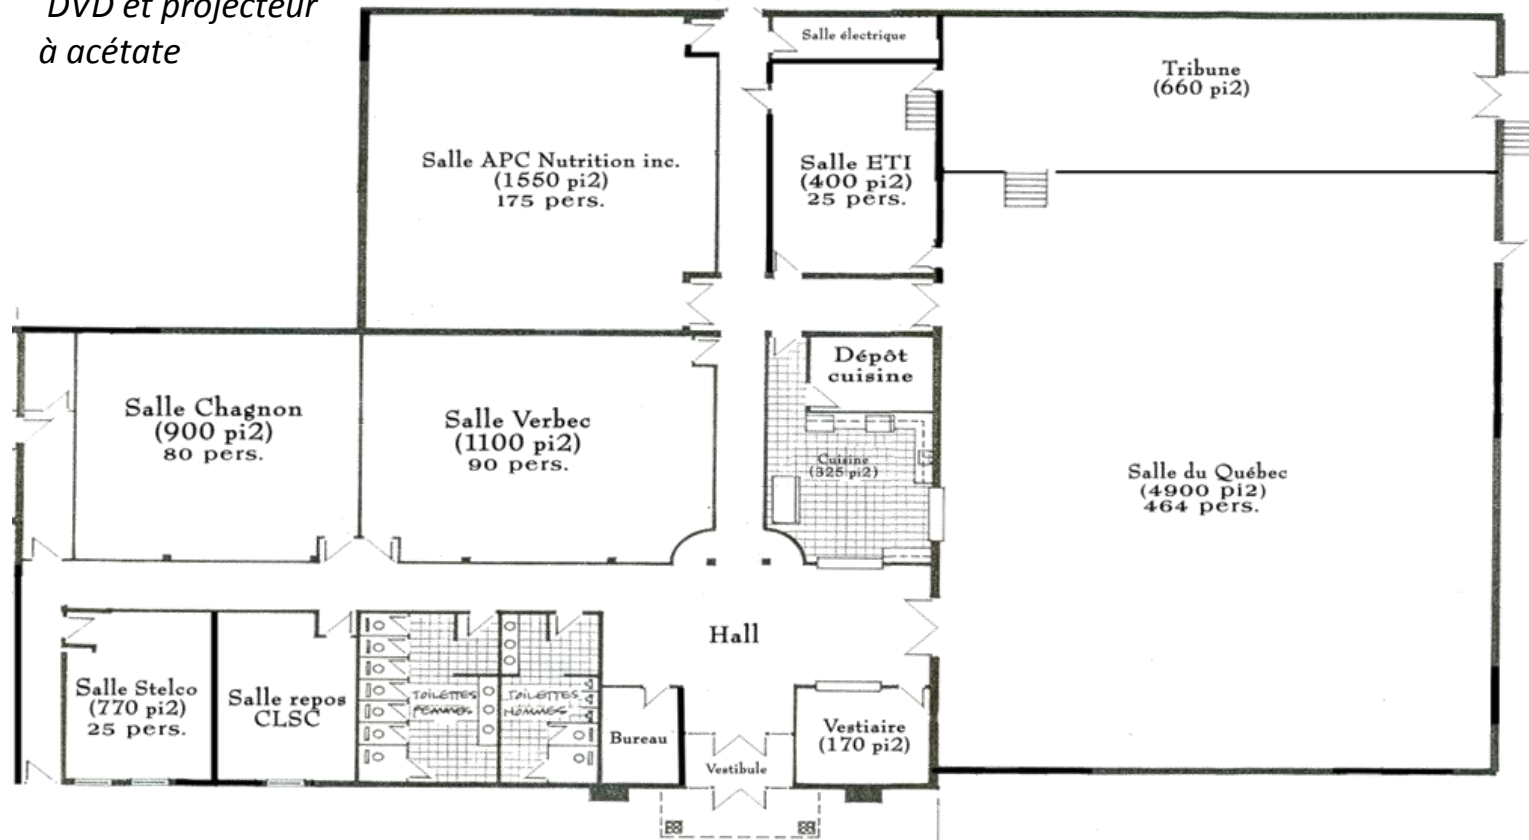 DVD et projecteur
à acétate
Salle électrique
Tribune
(660 pi2)
Salle APC Nutrition inc.
(1550 pi2)
175 pers.
Salle ETI
(400 pi2)
25 pers.
Dépôt
cuisine
Salle Chagnon
(900 pi2)
80 pers.
Salle Verbec
(1100 pi2)
90 pers.
Cuisine
(325 pi2)
Salle du Québec
(4900 pi2)
464 pers.
Hall
Salle Stelco
(770 pi2)
25 pers.
Salle repos
CLSC
TOILETTES
FEMMES
TOILETTES
HOMMES
Bureau
Vestibule
Vestiaire
(170 pi2)